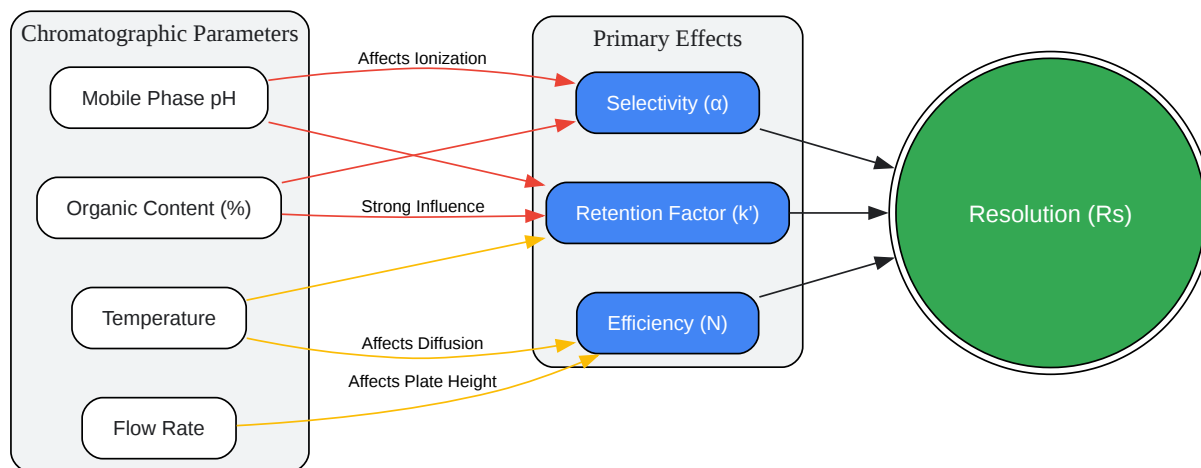 Chromatographic Parameters
Mobile Phase pH
Organic Content (%)
Temperature
Flow Rate
Affects Ionization
Strong Influence
Affects Diffusion
Affects Plate Height
Primary Effects
Selectivity (α)
Retention Factor (k')
Efficiency (N)
Resolution (Rs)